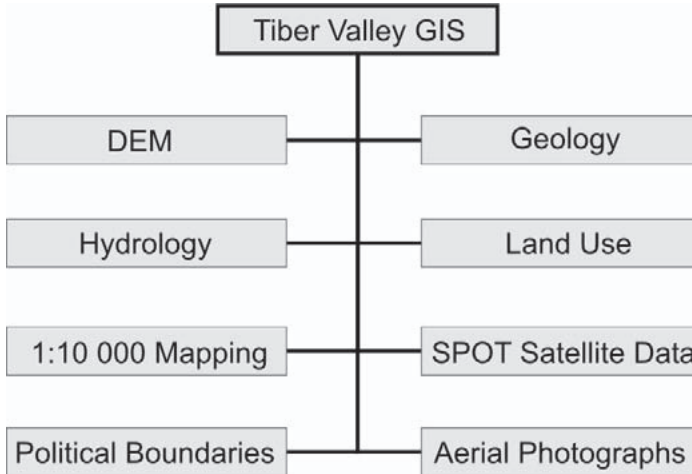 Tiber Valley GIS
DEM
Geology
Hydrology
Land Use
1:10 000 Mapping
SPOT Satellite Data
Political Boundaries
Aerial Photographs